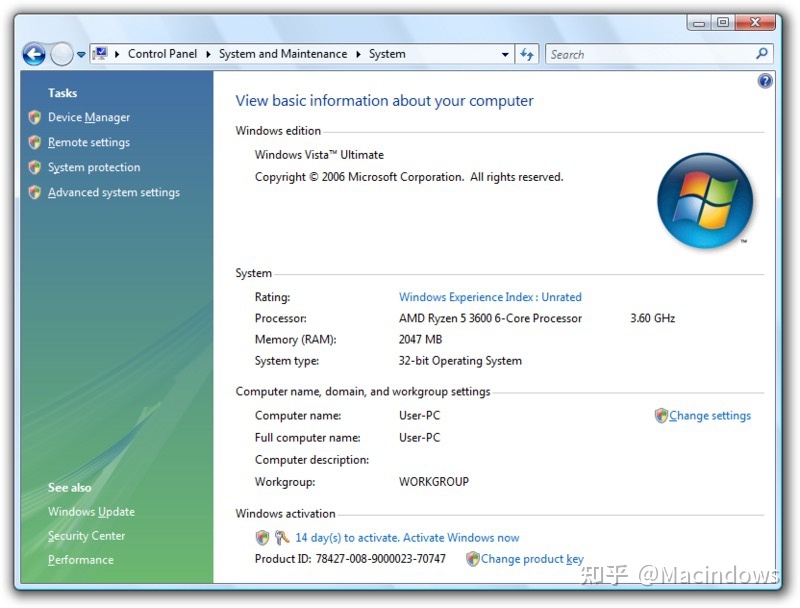 Control Panel System and Maintenance System Search
Tasks
Device Manager
Remote settings
System protection
Advanced system settings
View basic information about your computer
Windows edition
Windows Vista™ Ultimate
Copyright © 2006 Microsoft Corporation. All rights reserved.
TM
System
Rating: Windows Experience Index : Unrated
Processor: AMD Ryzen 5 3600 6-Core Processor 3.60 GHz
Memory (RAM): 2047 MB
System type: 32-bit Operating System
Computer name, domain, and workgroup settings
Computer name: User-PC Change settings
Full computer name: User-PC
Computer description:
Workgroup: WORKGROUP
Windows activation
14 day(s) to activate. Activate Windows now
Product ID: 78427-008-9000023-70747 Change product key
See also
Windows Update
Security Center
Performance
知乎 @Macindows